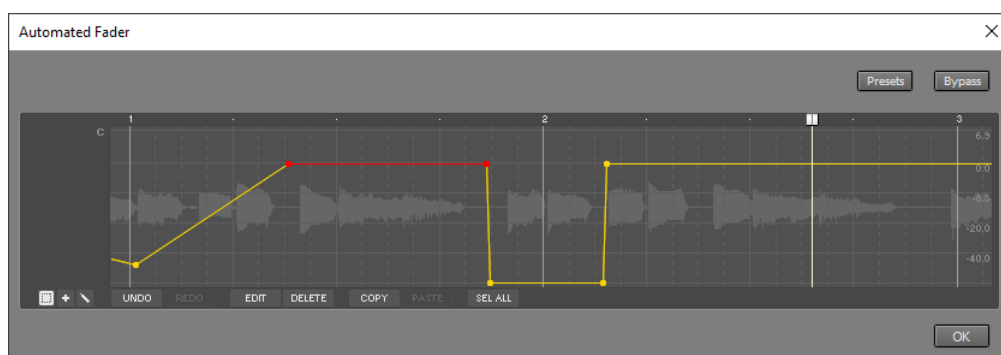 Automated Fader
Presets Bypass
1 2 3
C
6.3
0.0
-8.3
-20.0
-40.0
UNDO REDO EDIT DELETE COPY PASTE SEL ALL
OK